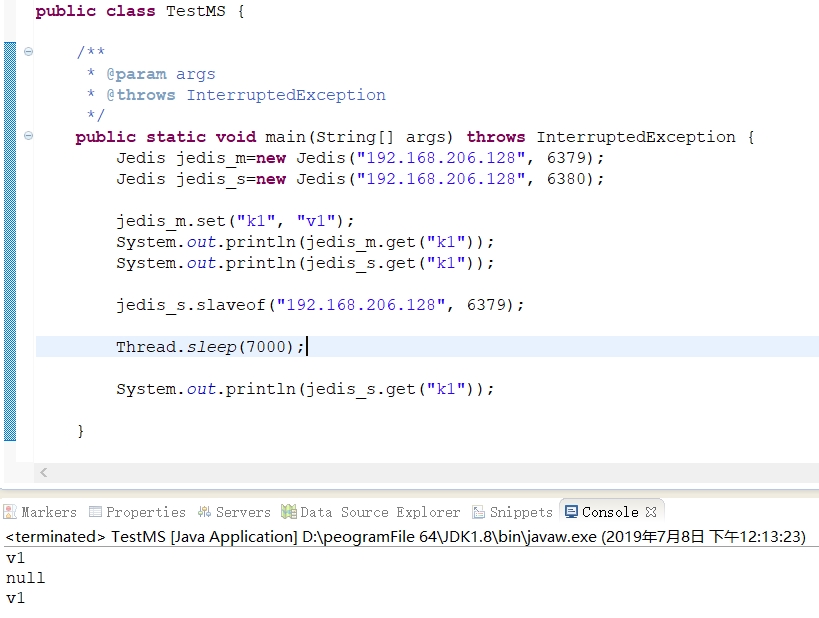 public class TestMS {
/**
* @param args
* @throws InterruptedException
*/
public static void main(String[] args) throws InterruptedException {
Jedis jedis_m=new Jedis("192.168.206.128", 6379);
Jedis jedis_s=new Jedis("192.168.206.128", 6380);
jedis_m.set("k1", "v1");
System.out.println(jedis_m.get("k1"));
System.out.println(jedis_s.get("k1"));
jedis_s.slaveof("192.168.206.128", 6379);
Thread.sleep(7000);
System.out.println(jedis_s.get("k1"));
}
Markers Properties Servers Data Source Explorer Snippets Console
<terminated> TestMS [Java Application] D:\peogramFile 64\JDK1.8\bin\javaw.exe (2019年7月8日 下午12:13:23)
v1
null
v1